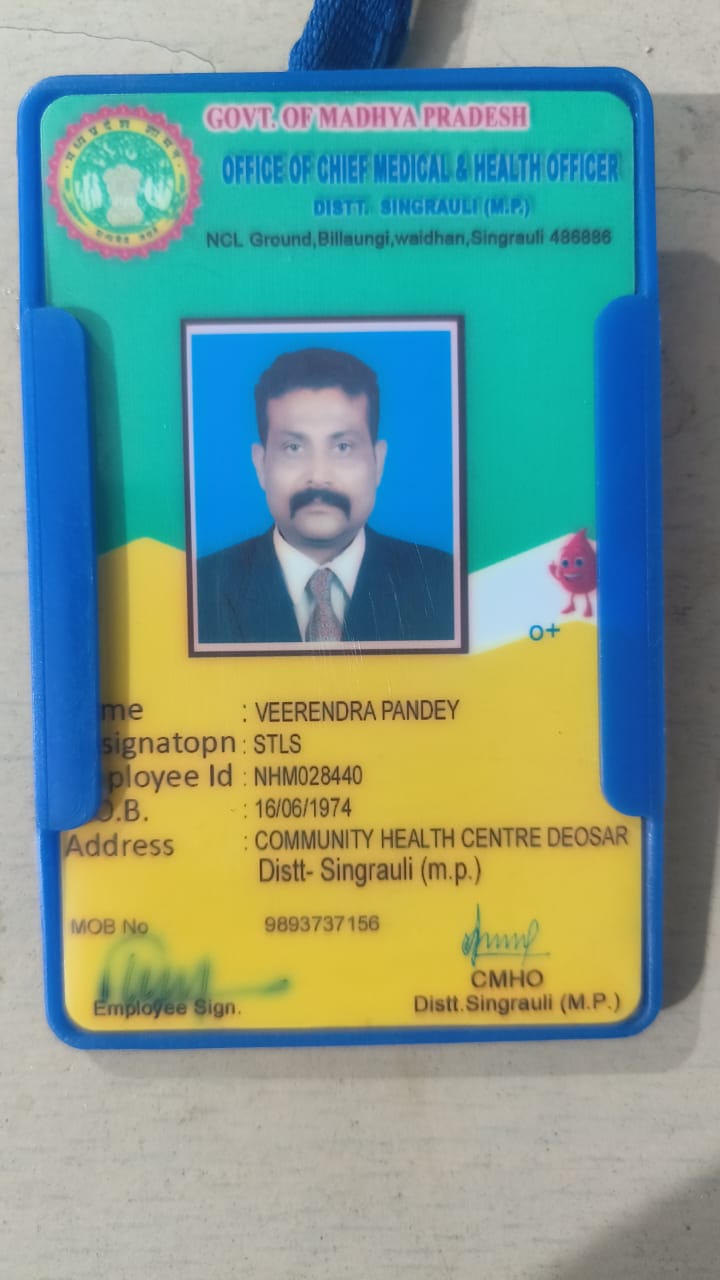 GOVT. OF MADHYA PRADESH
OFFICE OF CHIEF MEDICAL & HEALTH OFFICER
DISTT. SINGRAULI (M.P.)
NCL Ground,Billaungi,waidhan,Singrauli 486886
o+
me : VEERENDRA PANDEY
signatopn : STLS
ployee Id : NHM028440
O.B. : 16/06/1974
Address : COMMUNITY HEALTH CENTRE DEOSAR
Distt- Singrauli (m.p.)
MOB No 9893737156
Employee Sign.
CMHO
Distt.Singrauli (M.P.)